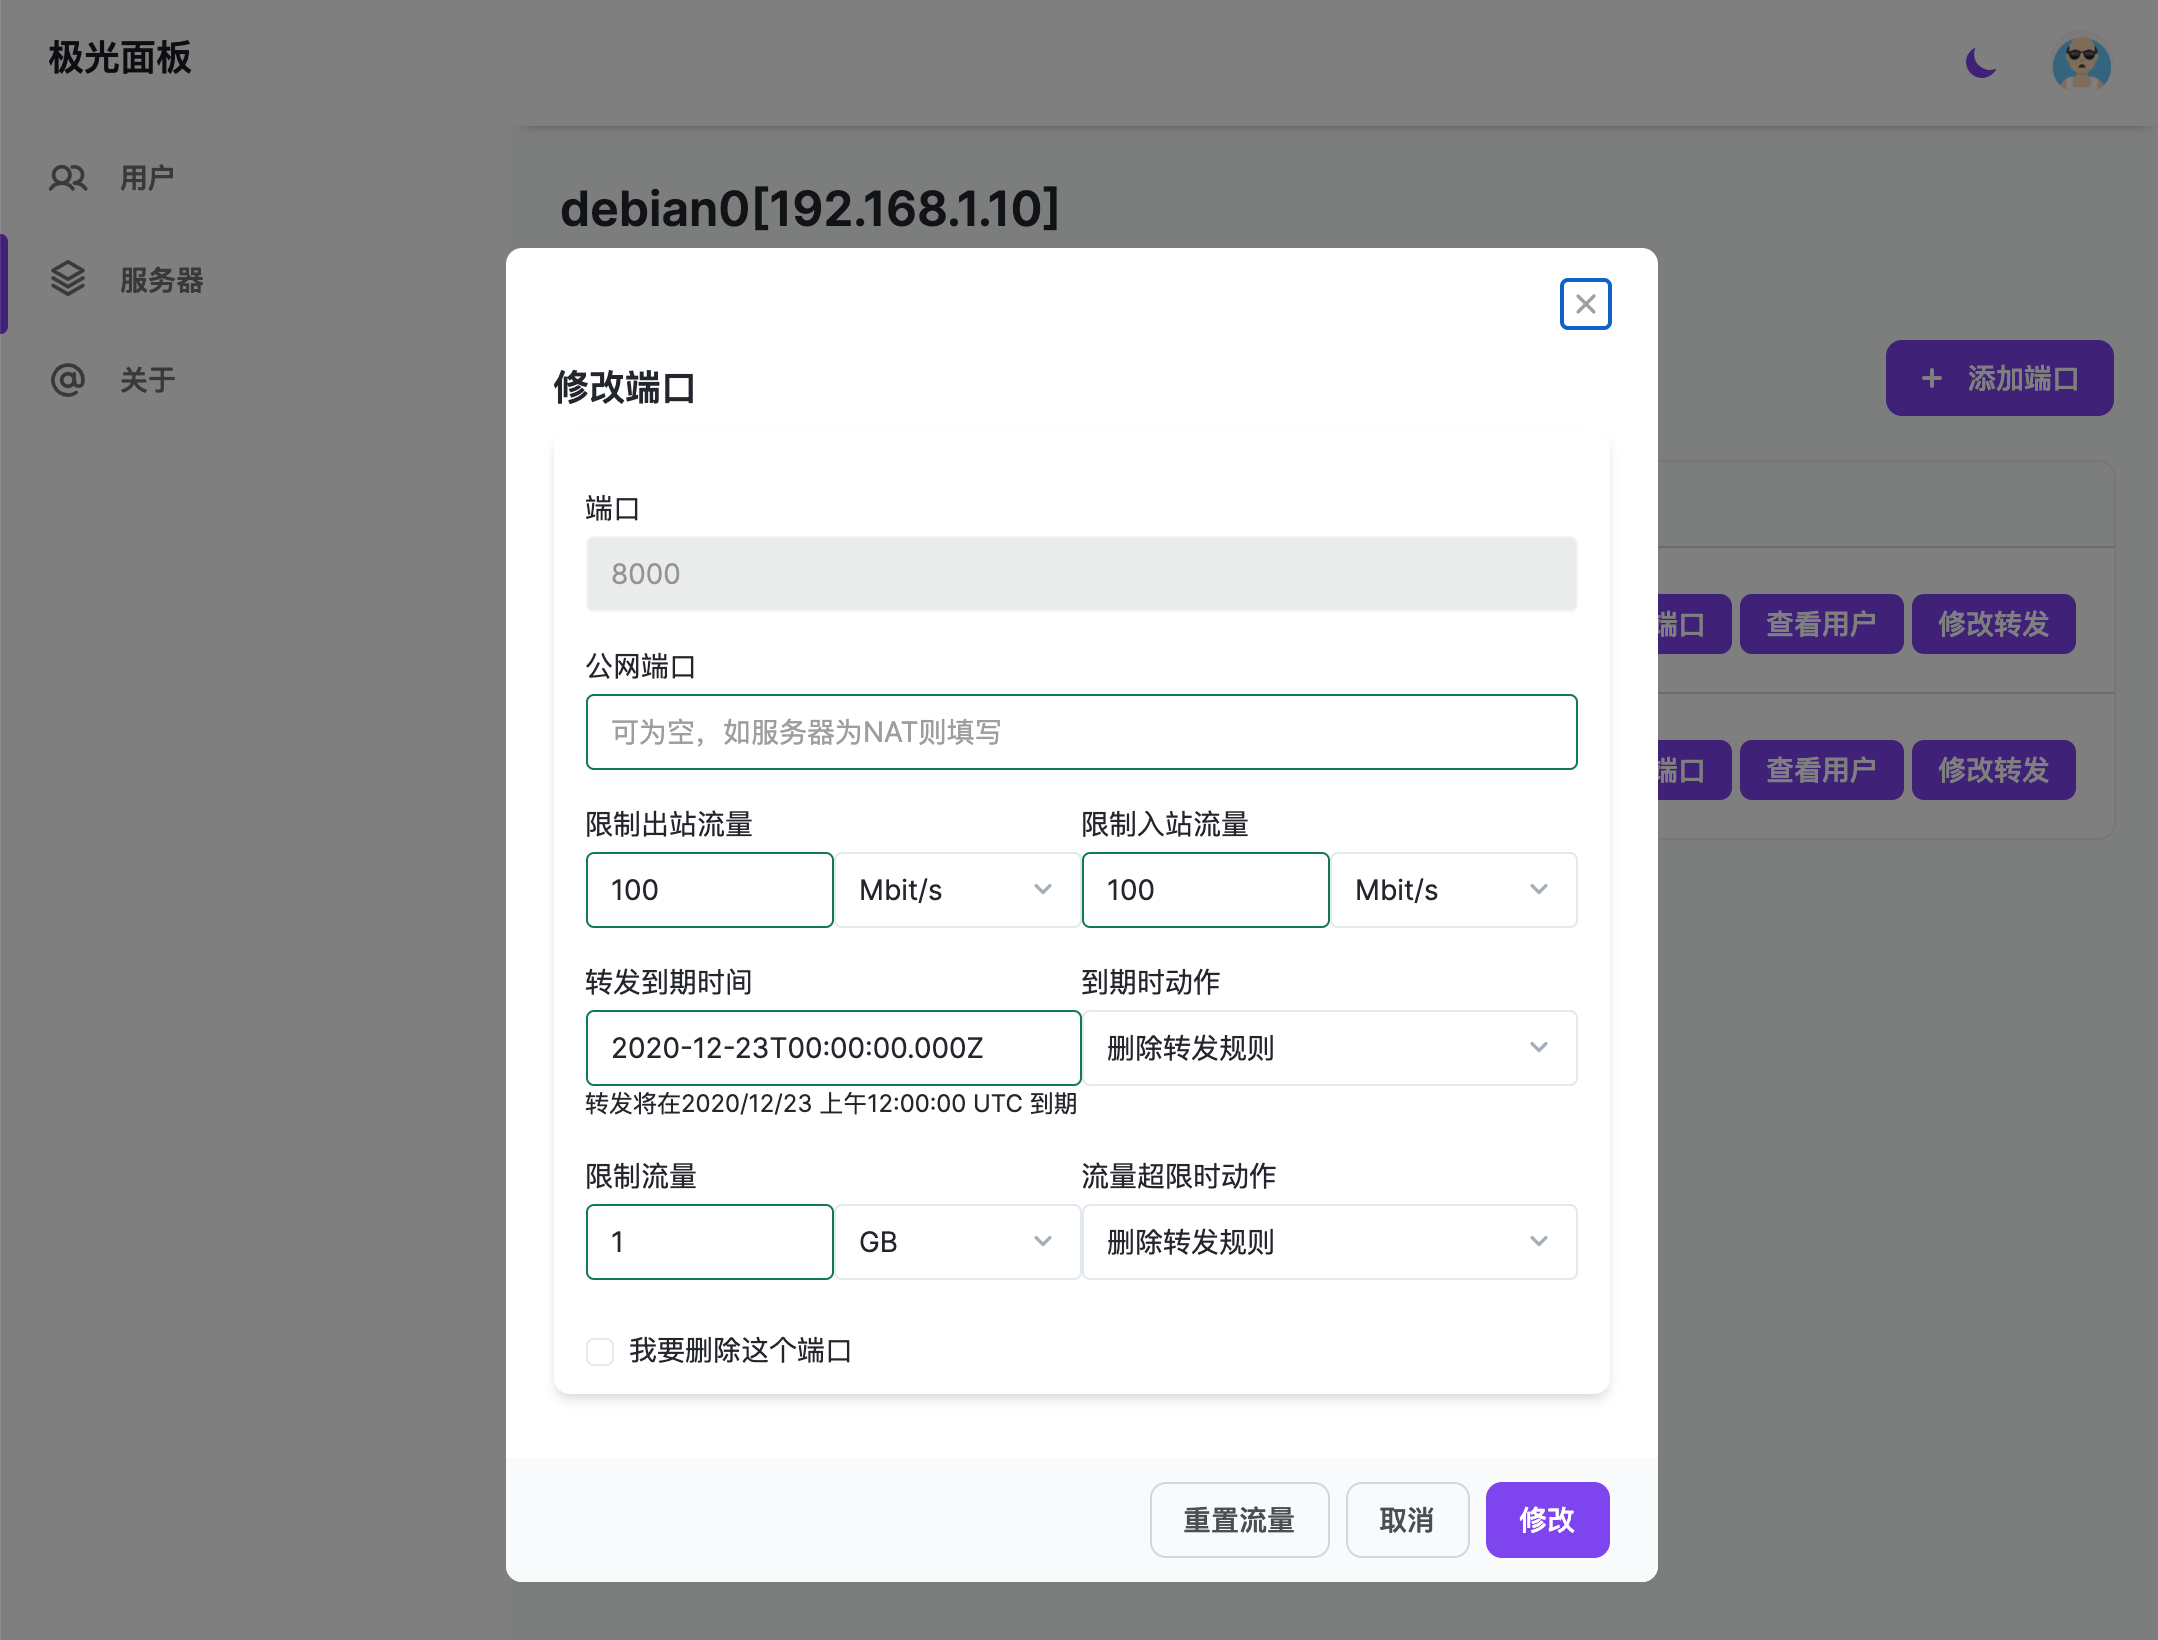 极光面板
用户
服务器
关于
debian0[192.168.1.10]
+ 添加端口
端口 查看用户 修改转发
端口 查看用户 修改转发
修改端口
端口
8000
公网端口
可为空，如服务器为NAT则填写
限制出站流量 限制入站流量
100 Mbit/s 100 Mbit/s
转发到期时间 到期时动作
2020-12-23T00:00:00.000Z 删除转发规则
转发将在2020/12/23 上午12:00:00 UTC 到期
限制流量 流量超限时动作
1 GB 删除转发规则
我要删除这个端口
重置流量 取消 修改